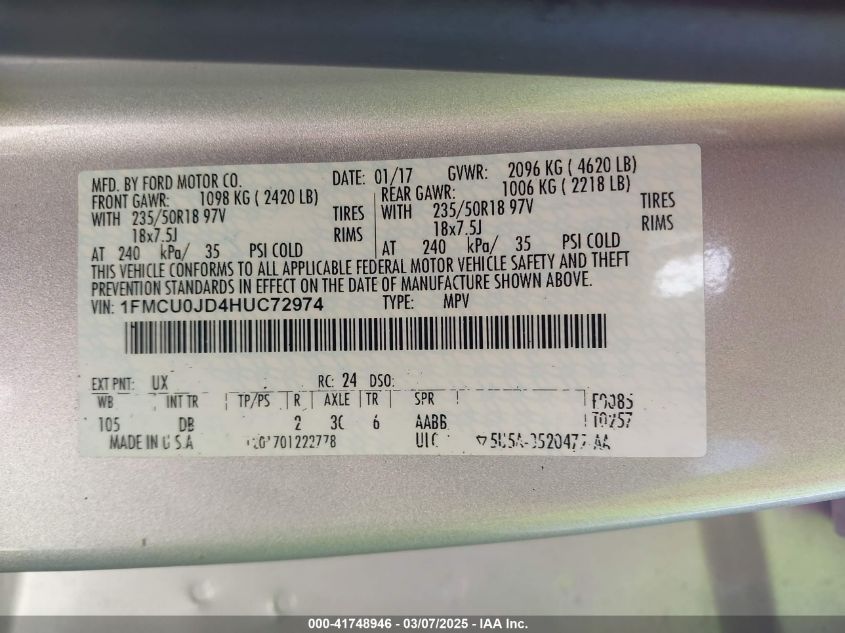 MFD. BY FORD MOTOR CO. DATE: 01/17 GVWR: 2096 KG ( 4620 LB)
FRONT GAWR: 1098 KG ( 2420 LB) REAR GAWR: 1006 KG ( 2218 LB)
WITH 235/50R18 97V TIRES WITH 235/50R18 97V TIRES
18x7.5J RIMS 18x7.5J RIMS
AT 240 kPa/ 35 PSI COLD AT 240 kPa/ 35 PSI COLD
THIS VEHICLE CONFORMS TO ALL APPLICABLE FEDERAL MOTOR VEHICLE SAFETY AND THEFT
PREVENTION STANDARDS IN EFFECT ON THE DATE OF MANUFACTURE SHOWN ABOVE.
VIN: 1FMCU0JD4HUC72974 TYPE: MPV
EXT PNT: UX RC: 24 DSO:
WB INT TR TP/PS R AXLE TR SPR
105 DB 2 6 AABB
MADE IN U S A
000-41748946 - 03/07/2025 - IAA Inc.